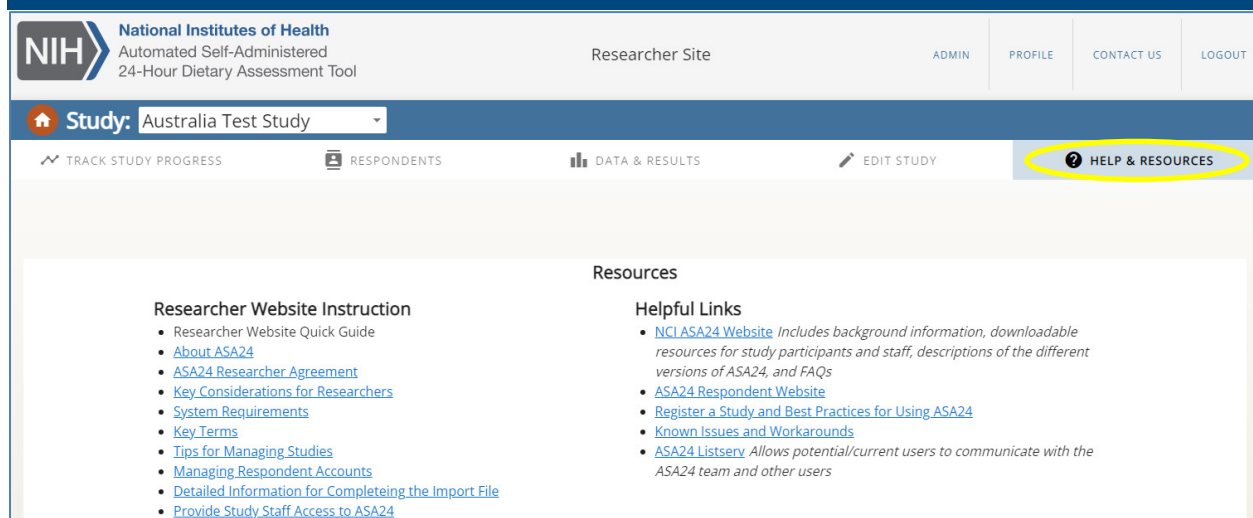 NIH
National Institutes of Health
Automated Self-Administered
24-Hour Dietary Assessment Tool
Researcher Site
ADMIN
PROFILE
CONTACT US
LOGOUT
Study: Australia Test Study
TRACK STUDY PROGRESS
RESPONDENTS
DATA & RESULTS
EDIT STUDY
? HELP & RESOURCES
Resources
Researcher Website Instruction
• Researcher Website Quick Guide
• About ASA24
• ASA24 Researcher Agreement
• Key Considerations for Researchers
• System Requirements
• Key Terms
• Tips for Managing Studies
• Managing Respondent Accounts
• Detailed Information for Completeing the Import File
• Provide Study Staff Access to ASA24
Helpful Links
• NCI ASA24 Website Includes background information, downloadable
resources for study participants and staff, descriptions of the different
versions of ASA24, and FAQs
• ASA24 Respondent Website
• Register a Study and Best Practices for Using ASA24
• Known Issues and Workarounds
• ASA24 Listserv Allows potential/current users to communicate with the
ASA24 team and other users